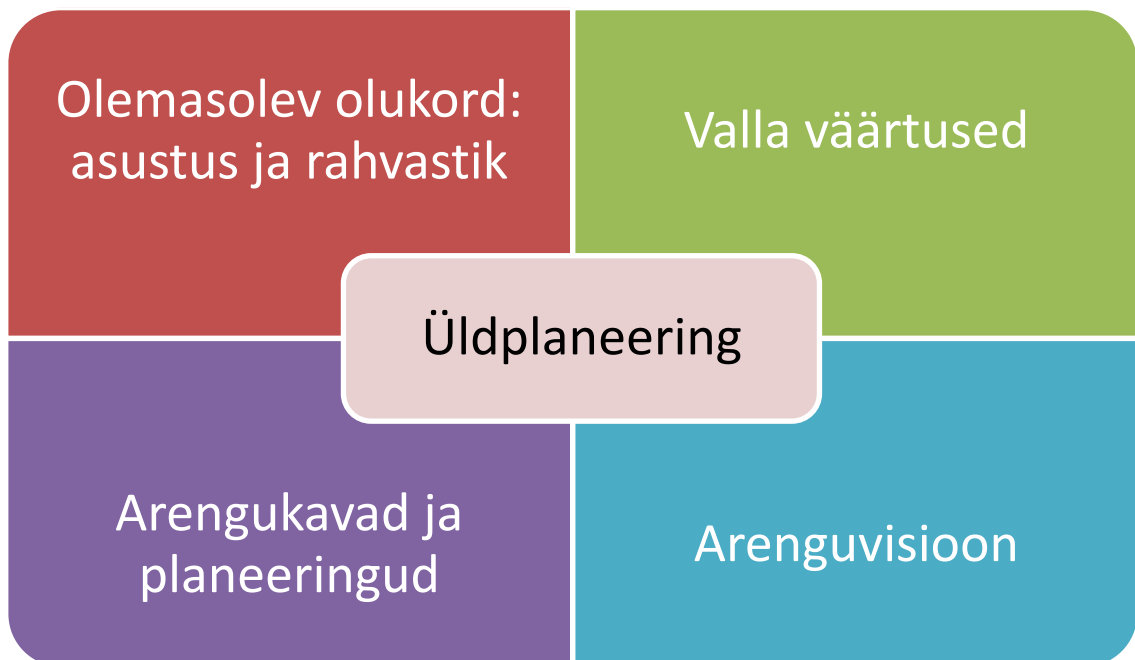 Olemasolev olukord:
asustus ja rahvastik
Valla väärtused
Üldplaneering
Arengukavad ja
planeeringud
Arenguvisioon